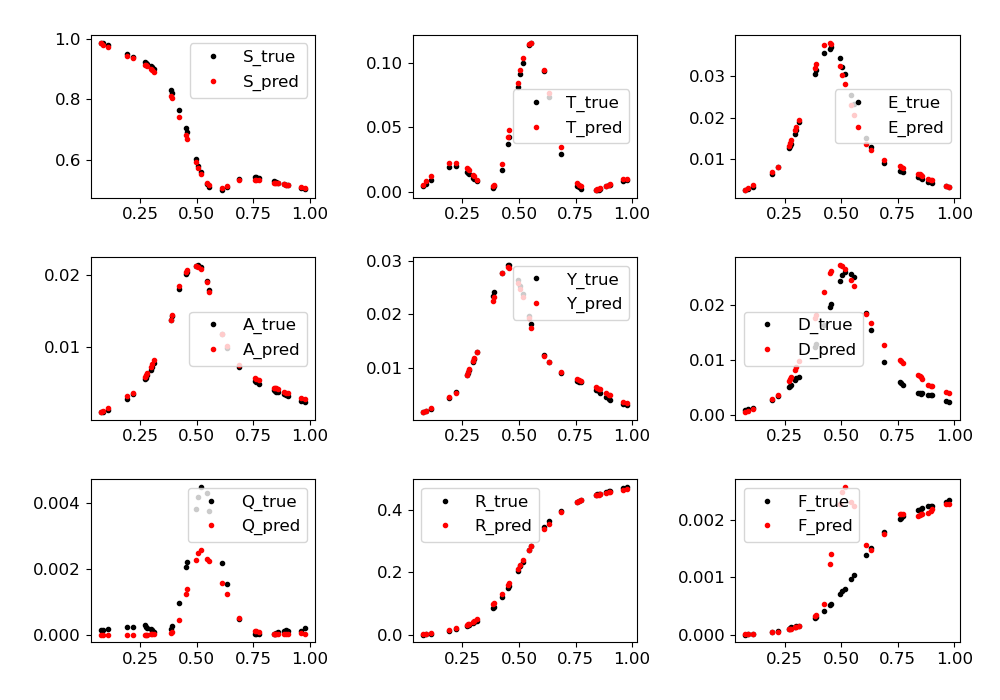 1.0
0.8
0.6
S_true
S_pred
0.25 0.50 0.75 1.00
0.10
0.05
0.00
T_true
T_pred
0.25 0.50 0.75 1.00
0.03
0.02
0.01
E_true
E_pred
0.25 0.50 0.75 1.00
0.02
0.01
A_true
A_pred
0.25 0.50 0.75 1.00
0.03
0.02
0.01
Y_true
Y_pred
0.25 0.50 0.75 1.00
0.02
0.01
0.00
D_true
D_pred
0.25 0.50 0.75 1.00
0.004
0.002
0.000
Q_true
Q_pred
0.25 0.50 0.75 1.00
0.4
0.2
0.0
R_true
R_pred
0.25 0.50 0.75 1.00
0.002
0.001
0.000
F_true
F_pred
0.25 0.50 0.75 1.00